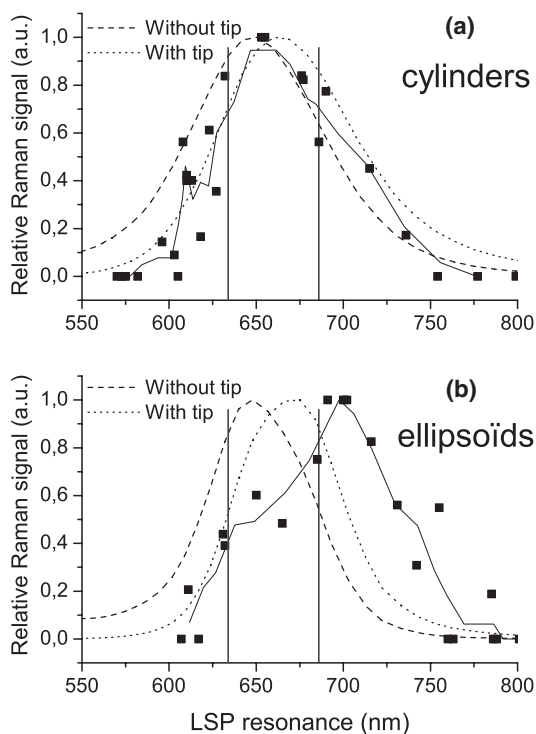 (a)
Without tip
With tip
cylinders
Relative Raman signal (a.u.)
1,0
0,8
0,6
0,4
0,2
0,0
550 600 650 700 750 800
(b)
Without tip
With tip
ellipsoïds
Relative Raman signal (a.u.)
1,0
0,8
0,6
0,4
0,2
0,0
550 600 650 700 750 800
LSP resonance (nm)